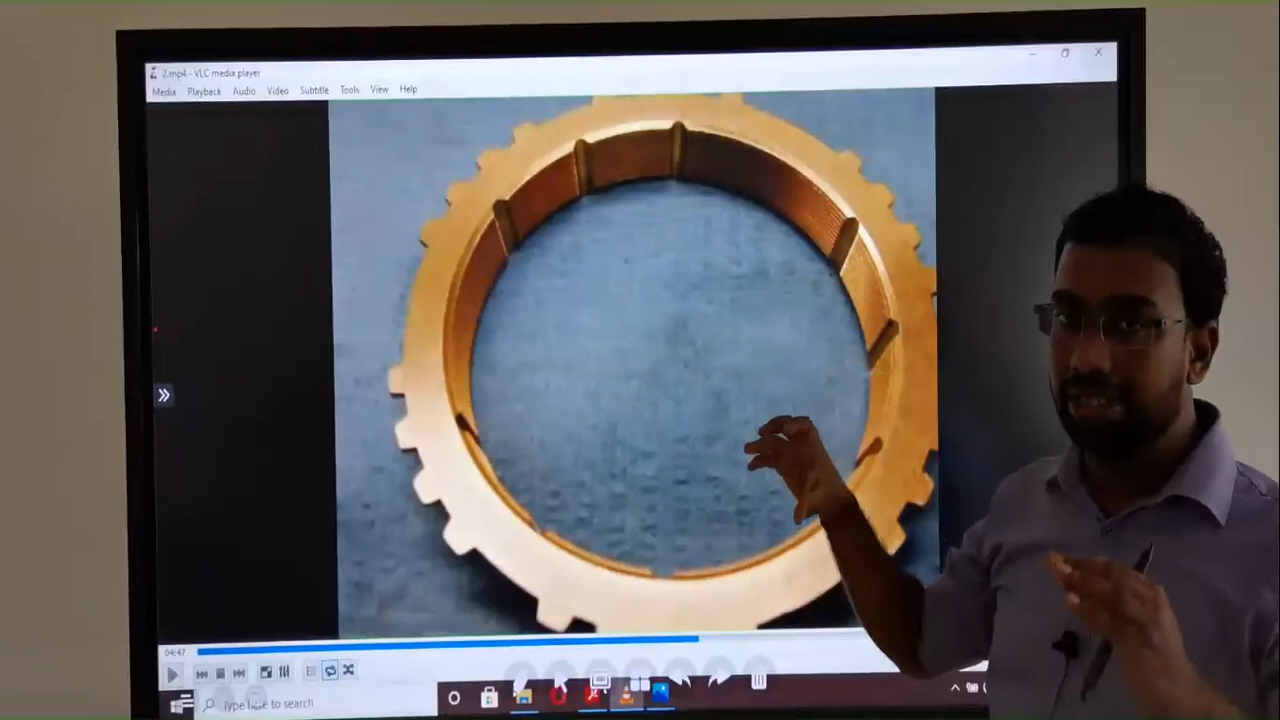 2.mp4 - VLC media player
Media Playback Audio Video Subtitle Tools View Help
04:47
Type here to search